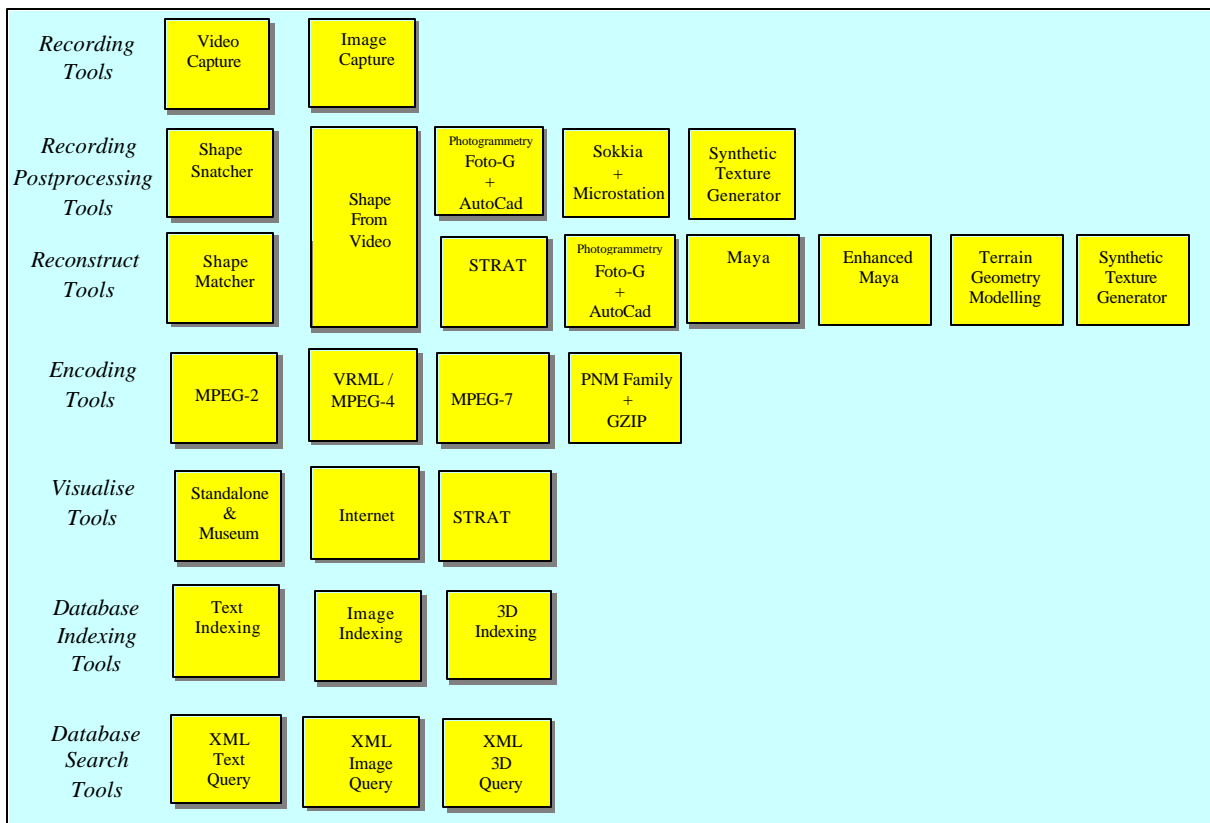 Recording
Tools
Video
Capture
Image
Capture
Recording
Postprocessing
Tools
Shape
Snatcher
Shape
From
Video
Photogrammetry
Foto-G
+
AutoCad
Sokkia
+
Microstation
Synthetic
Texture
Generator
Reconstruct
Tools
Shape
Matcher
STRAT
Photogrammetry
Foto-G
+
AutoCad
Maya
Enhanced
Maya
Terrain
Geometry
Modelling
Synthetic
Texture
Generator
Encoding
Tools
MPEG-2
VRML /
MPEG-4
MPEG-7
PNM Family
+
GZIP
Visualise
Tools
Standalone
&
Museum
Internet
STRAT
Database
Indexing
Tools
Text
Indexing
Image
Indexing
3D
Indexing
Database
Search
Tools
XML
Text
Query
XML
Image
Query
XML
3D
Query